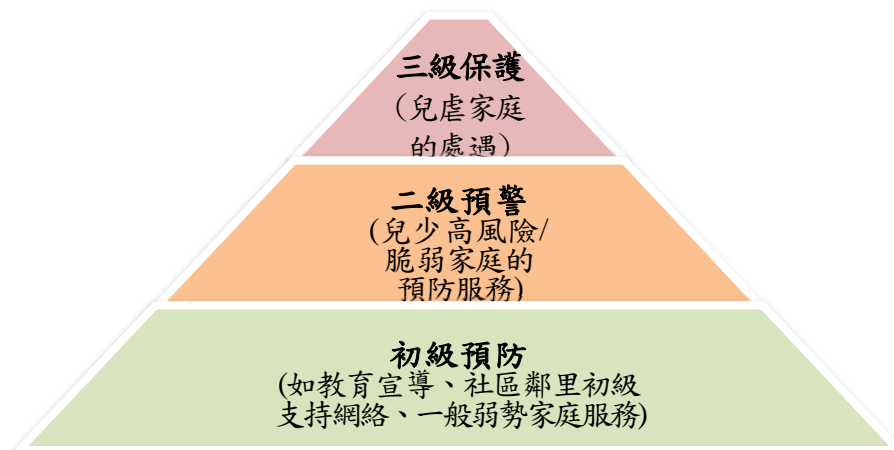 三級保護
（兒虐家庭
的處遇）
二級預警
(兒少高風險/
脆弱家庭的
預防服務)
初級預防
(如教育宣導、社區鄰里初級
支持網絡、一般弱勢家庭服務)